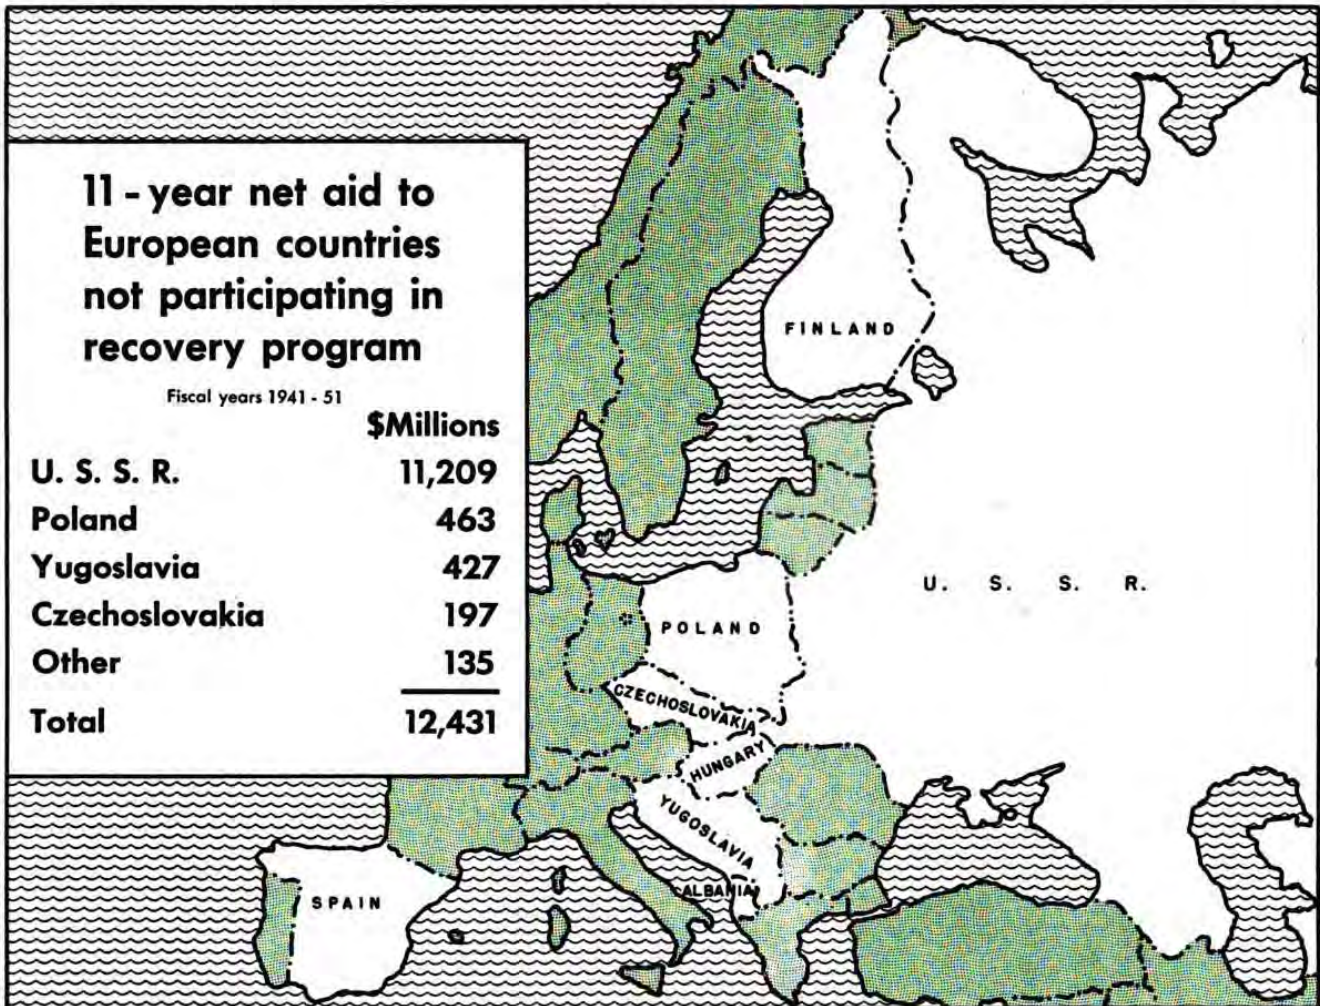 11 - year net aid to
European countries
not participating in
recovery program
Fiscal years 1941 - 51
$Millions
U. S. S. R. 11,209
Poland 463
Yugoslavia 427
Czechoslovakia 197
Other 135
Total 12,431
FINLAND
U. S. S. R.
POLAND
CZECHOSLOVAKIA
HUNGARY
YUGOSLAVIA
ALBANIA
SPAIN